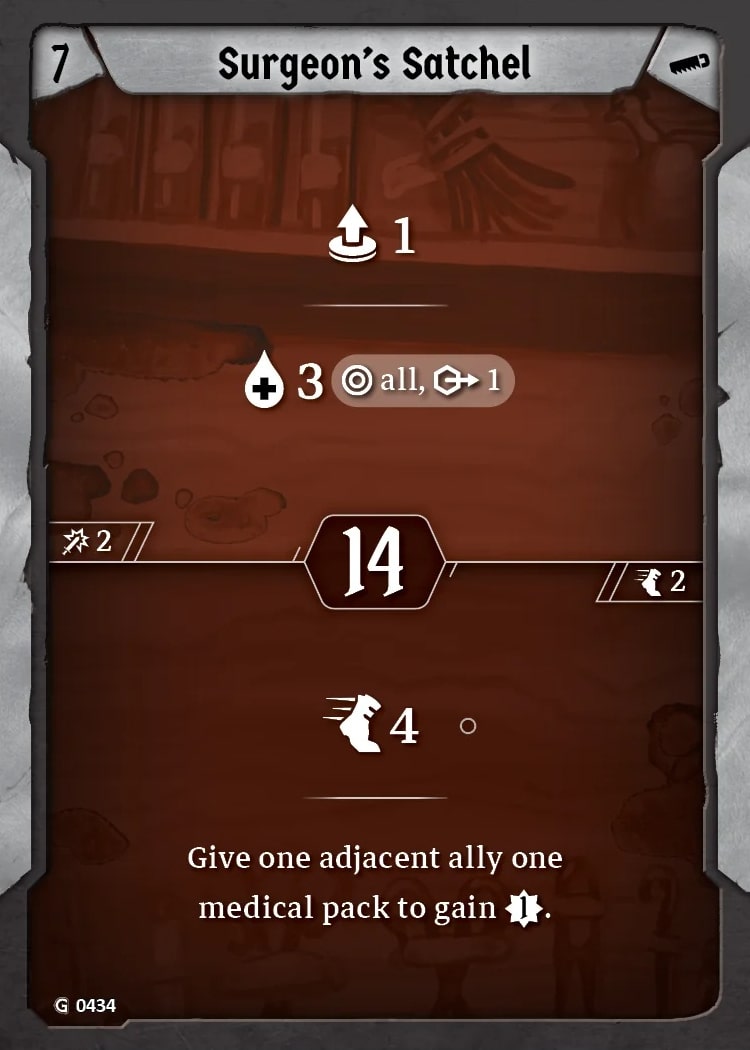 7
Surgeon's Satchel
1
3 all, 1
2
14
2
4
Give one adjacent ally one
medical pack to gain 1.
G 0434